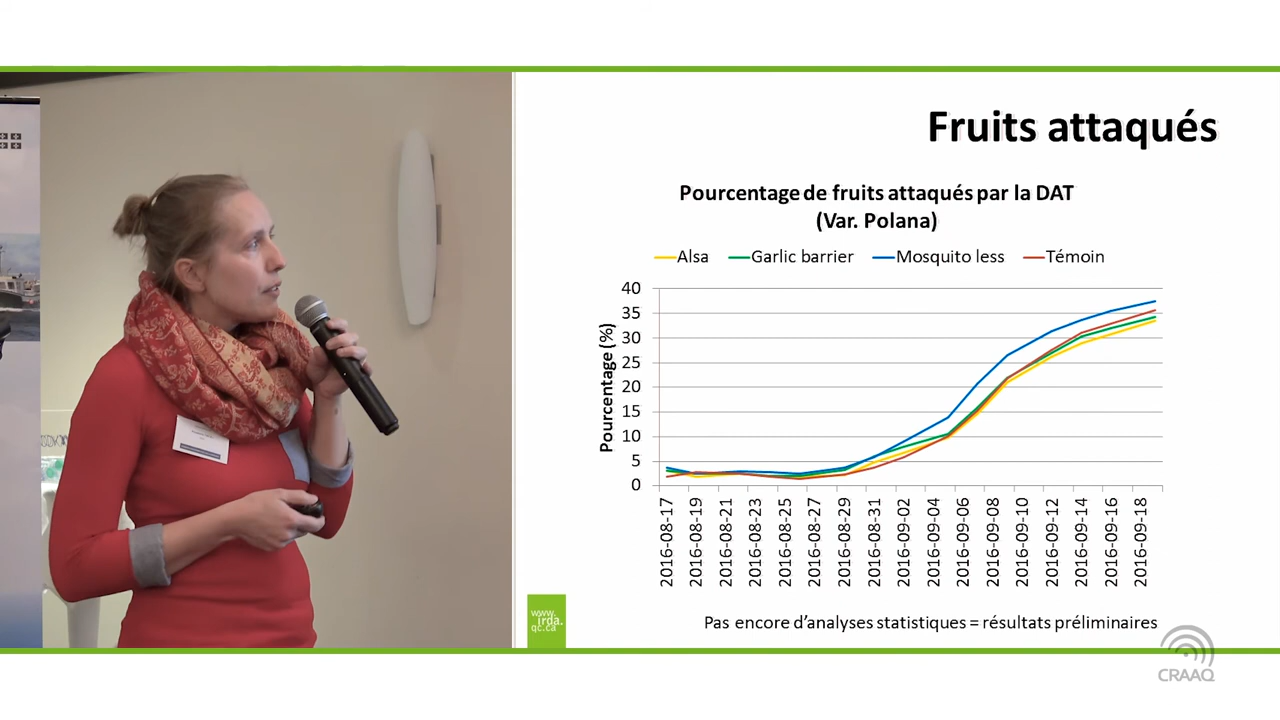 Fruits attaqués
Pourcentage de fruits attaqués par la DAT
(Var. Polana)
Alsa Garlic barrier Mosquito less Témoin
Pourcentage (%)
40
35
30
25
20
15
10
5
0
2016-08-17
2016-08-19
2016-08-21
2016-08-23
2016-08-25
2016-08-27
2016-08-29
2016-08-31
2016-09-02
2016-09-04
2016-09-06
2016-09-08
2016-09-10
2016-09-12
2016-09-14
2016-09-16
2016-09-18
Pas encore d'analyses statistiques = résultats préliminaires
www.
irda.
qc.ca
CRAAQ